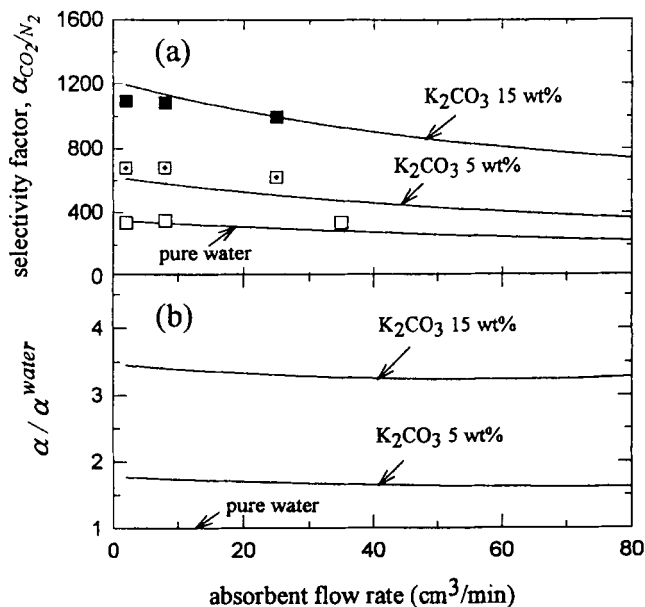 1600
(a)
1200
K2CO3 15 wt%
800
K2CO3 5 wt%
400
pure water
0
selectivity factor, αCO2/N2
(b)
4
K2CO3 15 wt%
3
K2CO3 5 wt%
2
pure water
1
α / α^water
0 20 40 60 80
absorbent flow rate (cm³/min)